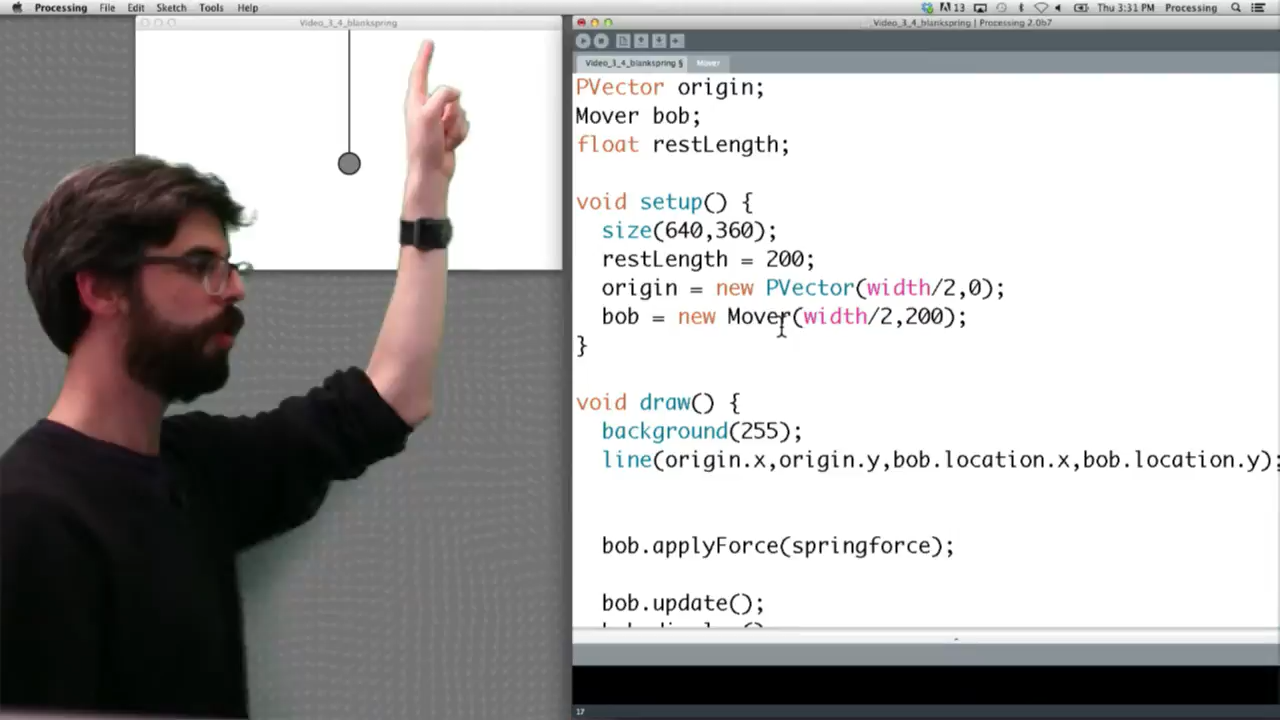 Processing File Edit Sketch Tools Help
13 Thu 3:31 PM Processing
Video_3_4_blankspring
Video_3_4_blankspring | Processing 2.0b7
Video_3_4_blankspring § Mover
PVector origin;
Mover bob;
float restLength;
void setup() {
size(640,360);
restLength = 200;
origin = new PVector(width/2,0);
bob = new Mover(width/2,200);
}
void draw() {
background(255);
line(origin.x,origin.y,bob.location.x,bob.location.y);
bob.applyForce(springforce);
bob.update();
17